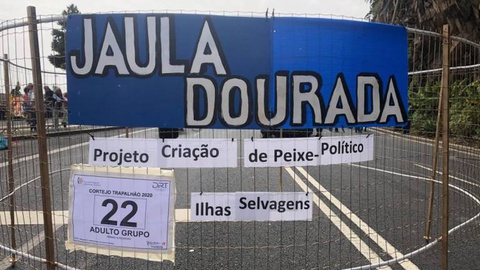 JAULA
DOURADA
Projeto Criação de Peixe-Político
Ilhas Selvagens
CORTEJO TRAPALHÃO 2020
22
ADULTO GRUPO